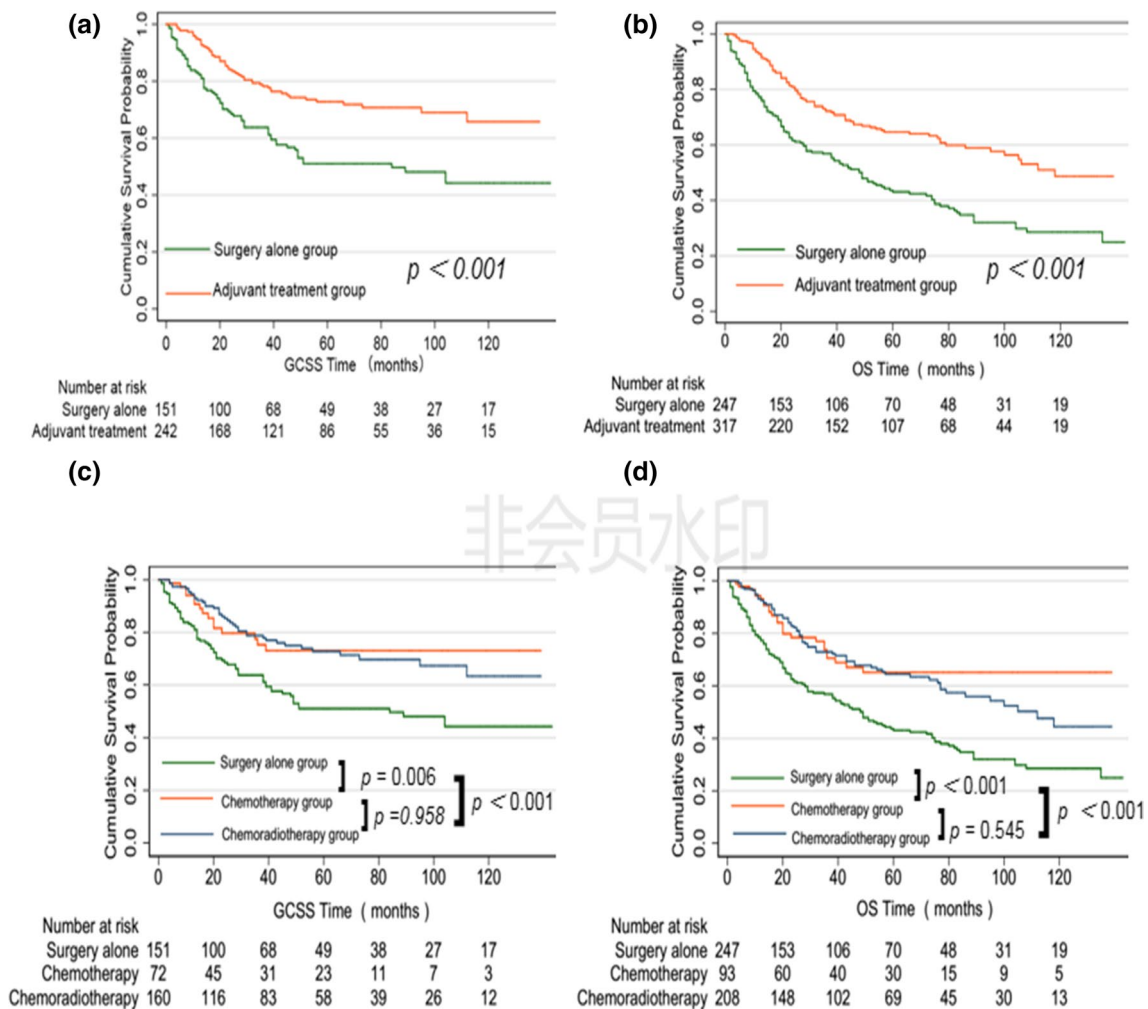 (a)
Cumulative Survival Probability
1.0
0.8
0.6
0.4
0.2
0.0
Surgery alone group
Adjuvant treatment group
p < 0.001
0 20 40 60 80 100 120
GCSS Time (months)
Number at risk
Surgery alone 151 100 68 49 38 27 17
Adjuvant treatment 242 168 121 86 55 36 15
(b)
Cumulative Survival Probability
1.0
0.8
0.6
0.4
0.2
0.0
Surgery alone group
Adjuvant treatment group
p < 0.001
0 20 40 60 80 100 120
OS Time ( months )
Number at risk
Surgery alone 247 153 106 70 48 31 19
Adjuvant treatment 317 220 152 107 68 44 19
非会员水印
(c)
Cumulative Survival Probability
1.0
0.8
0.6
0.4
0.2
0.0
Surgery alone group
Chemotherapy group
Chemoradiotherapy group
p = 0.006
p =0.958
p < 0.001
0 20 40 60 80 100 120
GCSS Time ( months )
Number at risk
Surgery alone 151 100 68 49 38 27 17
Chemotherapy 72 45 31 23 11 7 3
Chemoradiotherapy 160 116 83 58 39 26 12
(d)
Cumulative Survival Probability
1.0
0.8
0.6
0.4
0.2
0.0
Surgery alone group
Chemotherapy group
Chemoradiotherapy group
p < 0.001
p = 0.545
p < 0.001
0 20 40 60 80 100 120
OS Time ( months )
Number at risk
Surgery alone 247 153 106 70 48 31 19
Chemotherapy 93 60 40 30 15 9 5
Chemoradiotherapy 208 148 102 69 45 30 13